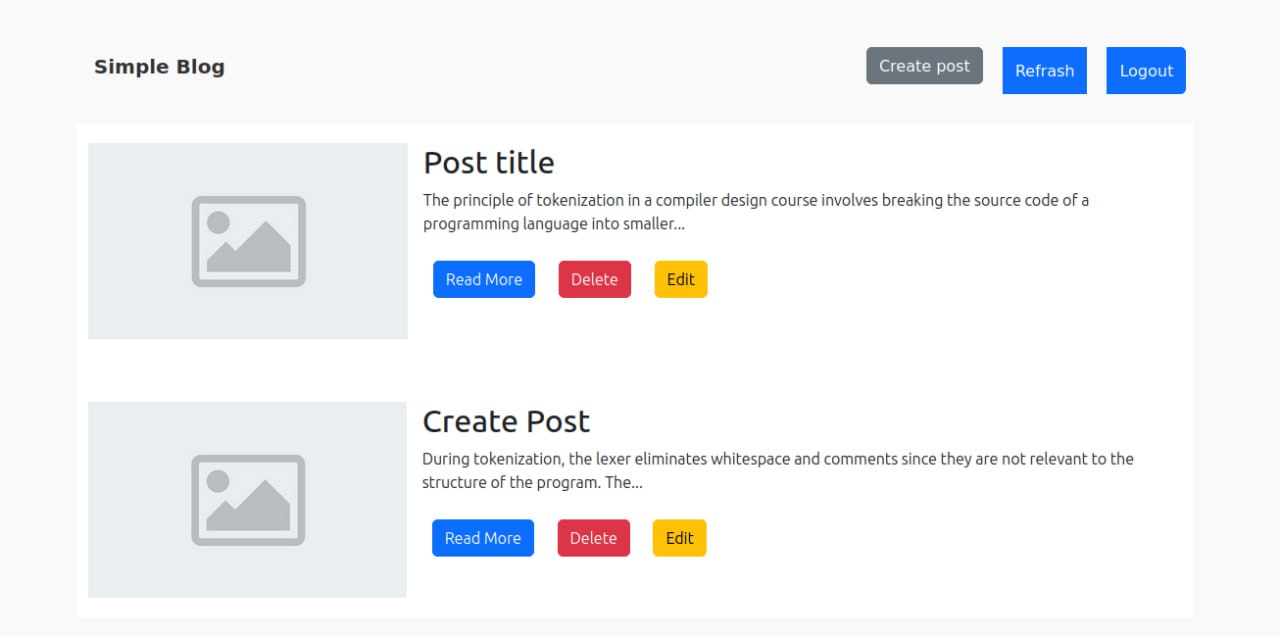 Simple Blog
Create post
Refrash
Logout
Post title
The principle of tokenization in a compiler design course involves breaking the source code of a
programming language into smaller...
Read More
Delete
Edit
Create Post
During tokenization, the lexer eliminates whitespace and comments since they are not relevant to the
structure of the program. The...
Read More
Delete
Edit